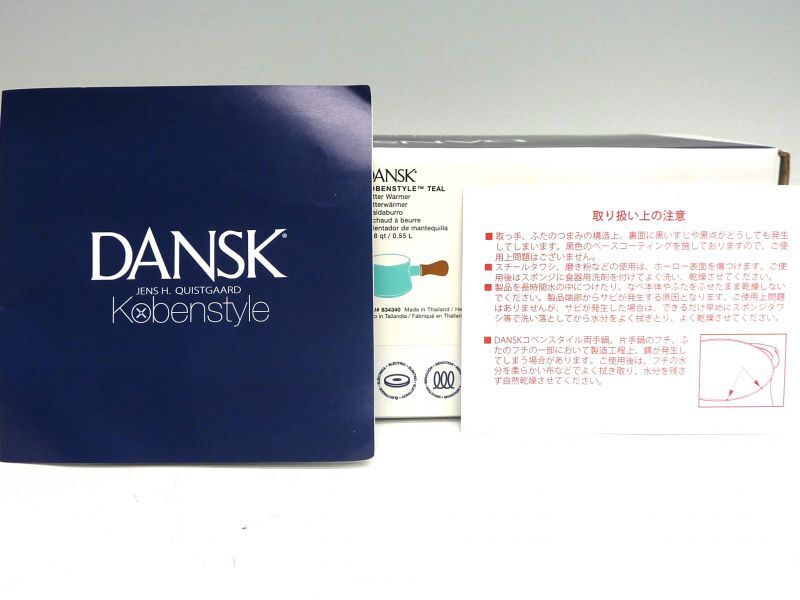 DANSK®
JENS H. QUISTGAARD
Kobenstyle
DANSK®
KOBENSTYLE™ TEAL
Butter Warmer
Butterwärmer
Scaldaburro
Réchaud à beurre
Calentador de mantequilla
qt / 0.55 L
834340 Made in Thailand /
Tailandia / Fabriqué en
ELECTRIC
INDUCTION
取り扱い上の注意
■ 取っ手、ふたのつまみの構造上、裏面に黒いすじや黒点がどうしても発生
してしまいます。黒色のベースコーティングを施しておりますので、ご使
用上問題はございません。
■ スチールタワシ、磨き粉などの使用は、ホーロー表面を傷つけます。ご使
用後はスポンジに食器用洗剤を付けてよく洗い、乾燥させてください。
■ 製品を長時間水の中につけたり、なべ本体やふたをふせたまま乾燥しない
でください。製品端部からサビが発生する原因となります。ご使用上問題
はありませんが、サビが発生した場合は、できるだけ早めにスポンジタワ
シ等で洗い落としてから水分をよく拭きとり、よく乾燥させてください。
■ DANSKコベンスタイル両手鍋、片手鍋のフチ、ふ
たのフチの一部において製造工程上、錆が発生し
てしまう場合があります。ご使用後は、フチの水
分を柔らかい布などでよく拭き取り、水分を残さ
ず自然乾燥させてください。